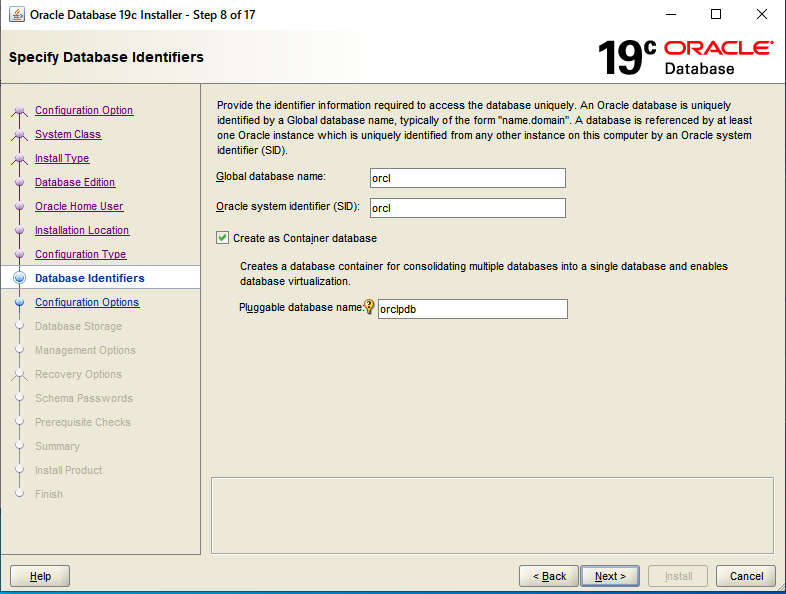 Oracle Database 19c Installer - Step 8 of 17
Specify Database Identifiers
19c ORACLE
Database
Configuration Option
System Class
Install Type
Database Edition
Oracle Home User
Installation Location
Configuration Type
Database Identifiers
Configuration Options
Database Storage
Management Options
Recovery Options
Schema Passwords
Prerequisite Checks
Summary
Install Product
Finish
Provide the identifier information required to access the database uniquely. An Oracle database is uniquely
identified by a Global database name, typically of the form "name.domain". A database is referenced by at least
one Oracle instance which is uniquely identified from any other instance on this computer by an Oracle system
identifier (SID).
Global database name: orcl
Oracle system identifier (SID): orcl
Create as Container database
Creates a database container for consolidating multiple databases into a single database and enables
database virtualization.
Pluggable database name: orclpdb
Help
< Back
Next >
Install
Cancel